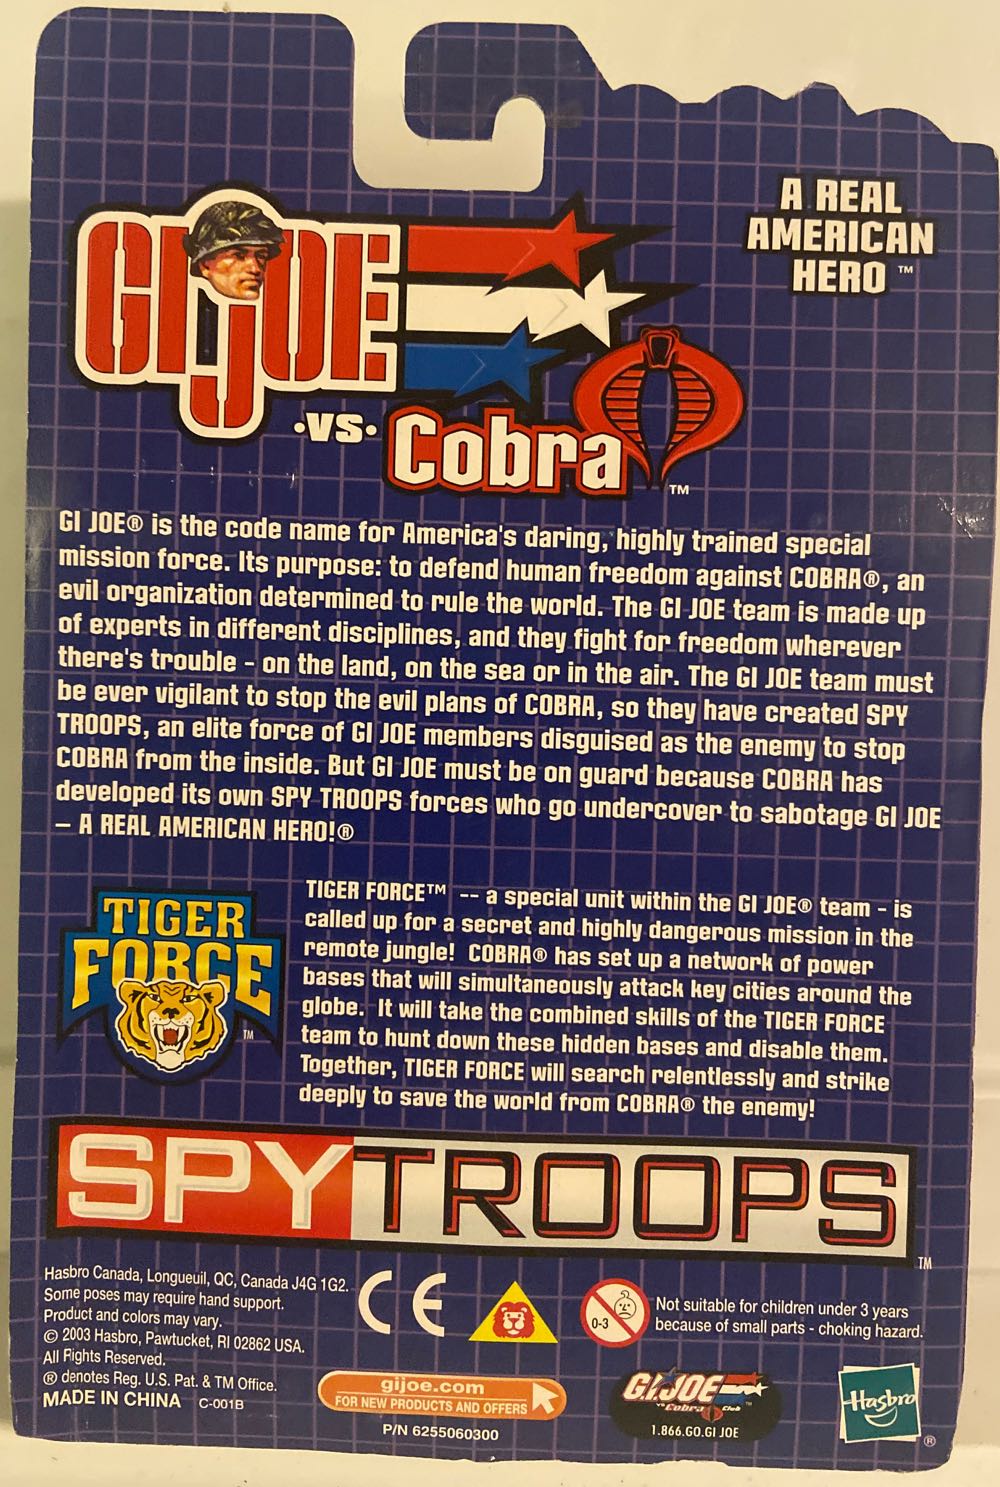 A REAL
AMERICAN
HERO ™
GI JOE
•VS•
Cobra ™
GI JOE® is the code name for America's daring, highly trained special
mission force. Its purpose: to defend human freedom against COBRA®, an
evil organization determined to rule the world. The GI JOE team is made up
of experts in different disciplines, and they fight for freedom wherever
there's trouble - on the land, on the sea or in the air. The GI JOE team must
be ever vigilant to stop the evil plans of COBRA, so they have created SPY
TROOPS, an elite force of GI JOE members disguised as the enemy to stop
COBRA from the inside. But GI JOE must be on guard because COBRA has
developed its own SPY TROOPS forces who go undercover to sabotage GI JOE
– A REAL AMERICAN HERO!®
TIGER
FORCE ™
TIGER FORCE™ -- a special unit within the GI JOE® team - is
called up for a secret and highly dangerous mission in the
remote jungle! COBRA® has set up a network of power
bases that will simultaneously attack key cities around the
globe. It will take the combined skills of the TIGER FORCE
team to hunt down these hidden bases and disable them.
Together, TIGER FORCE will search relentlessly and strike
deeply to save the world from COBRA® the enemy!
SPYTROOPS ™
Hasbro Canada, Longueuil, QC, Canada J4G 1G2.
Some poses may require hand support.
Product and colors may vary.
© 2003 Hasbro, Pawtucket, RI 02862 USA.
All Rights Reserved.
® denotes Reg. U.S. Pat. & TM Office.
MADE IN CHINA C-001B
CE
0-3
Not suitable for children under 3 years
because of small parts - choking hazard.
gijoe.com
FOR NEW PRODUCTS AND OFFERS
P/N 6255060300
GI JOE
vs Cobra Club ™
1.866.GO.GI JOE
Hasbro ®